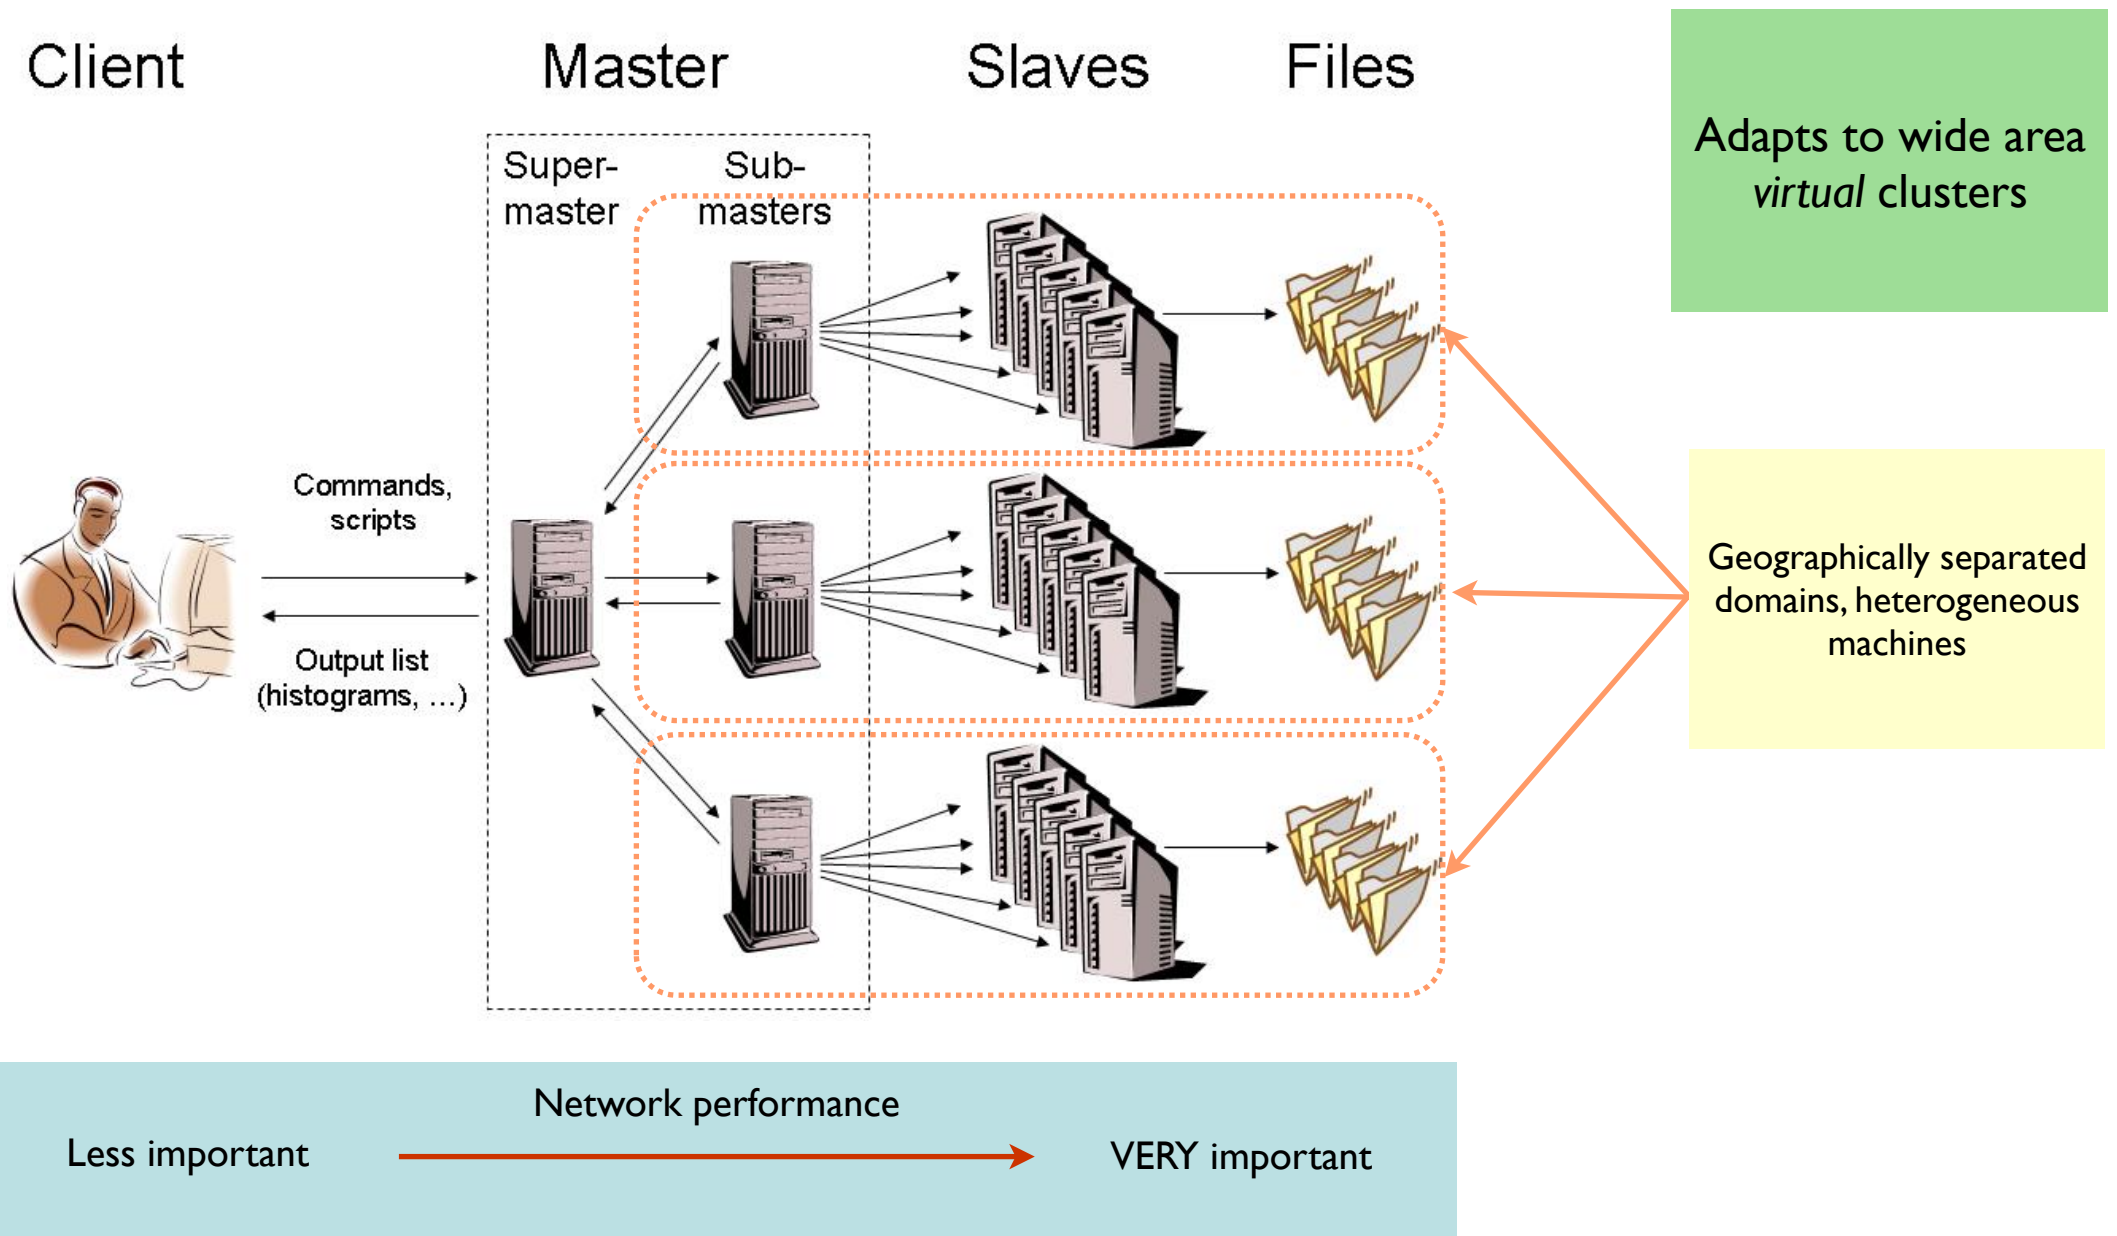 Client
Master
Slaves
Files
Super-
master
Sub-
masters
Adapts to wide area
virtual clusters
Commands,
scripts
Output list
(histograms, ...)
Geographically separated
domains, heterogeneous
machines
Network performance
Less important
VERY important